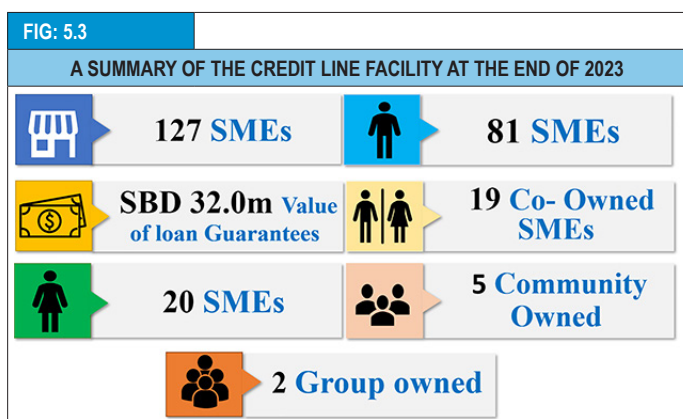 FIG: 5.3
A SUMMARY OF THE CREDIT LINE FACILITY AT THE END OF 2023
127 SMEs
81 SMEs
SBD 32.0m Value
of loan Guarantees
19 Co- Owned
SMEs
20 SMEs
5 Community
Owned
2 Group owned